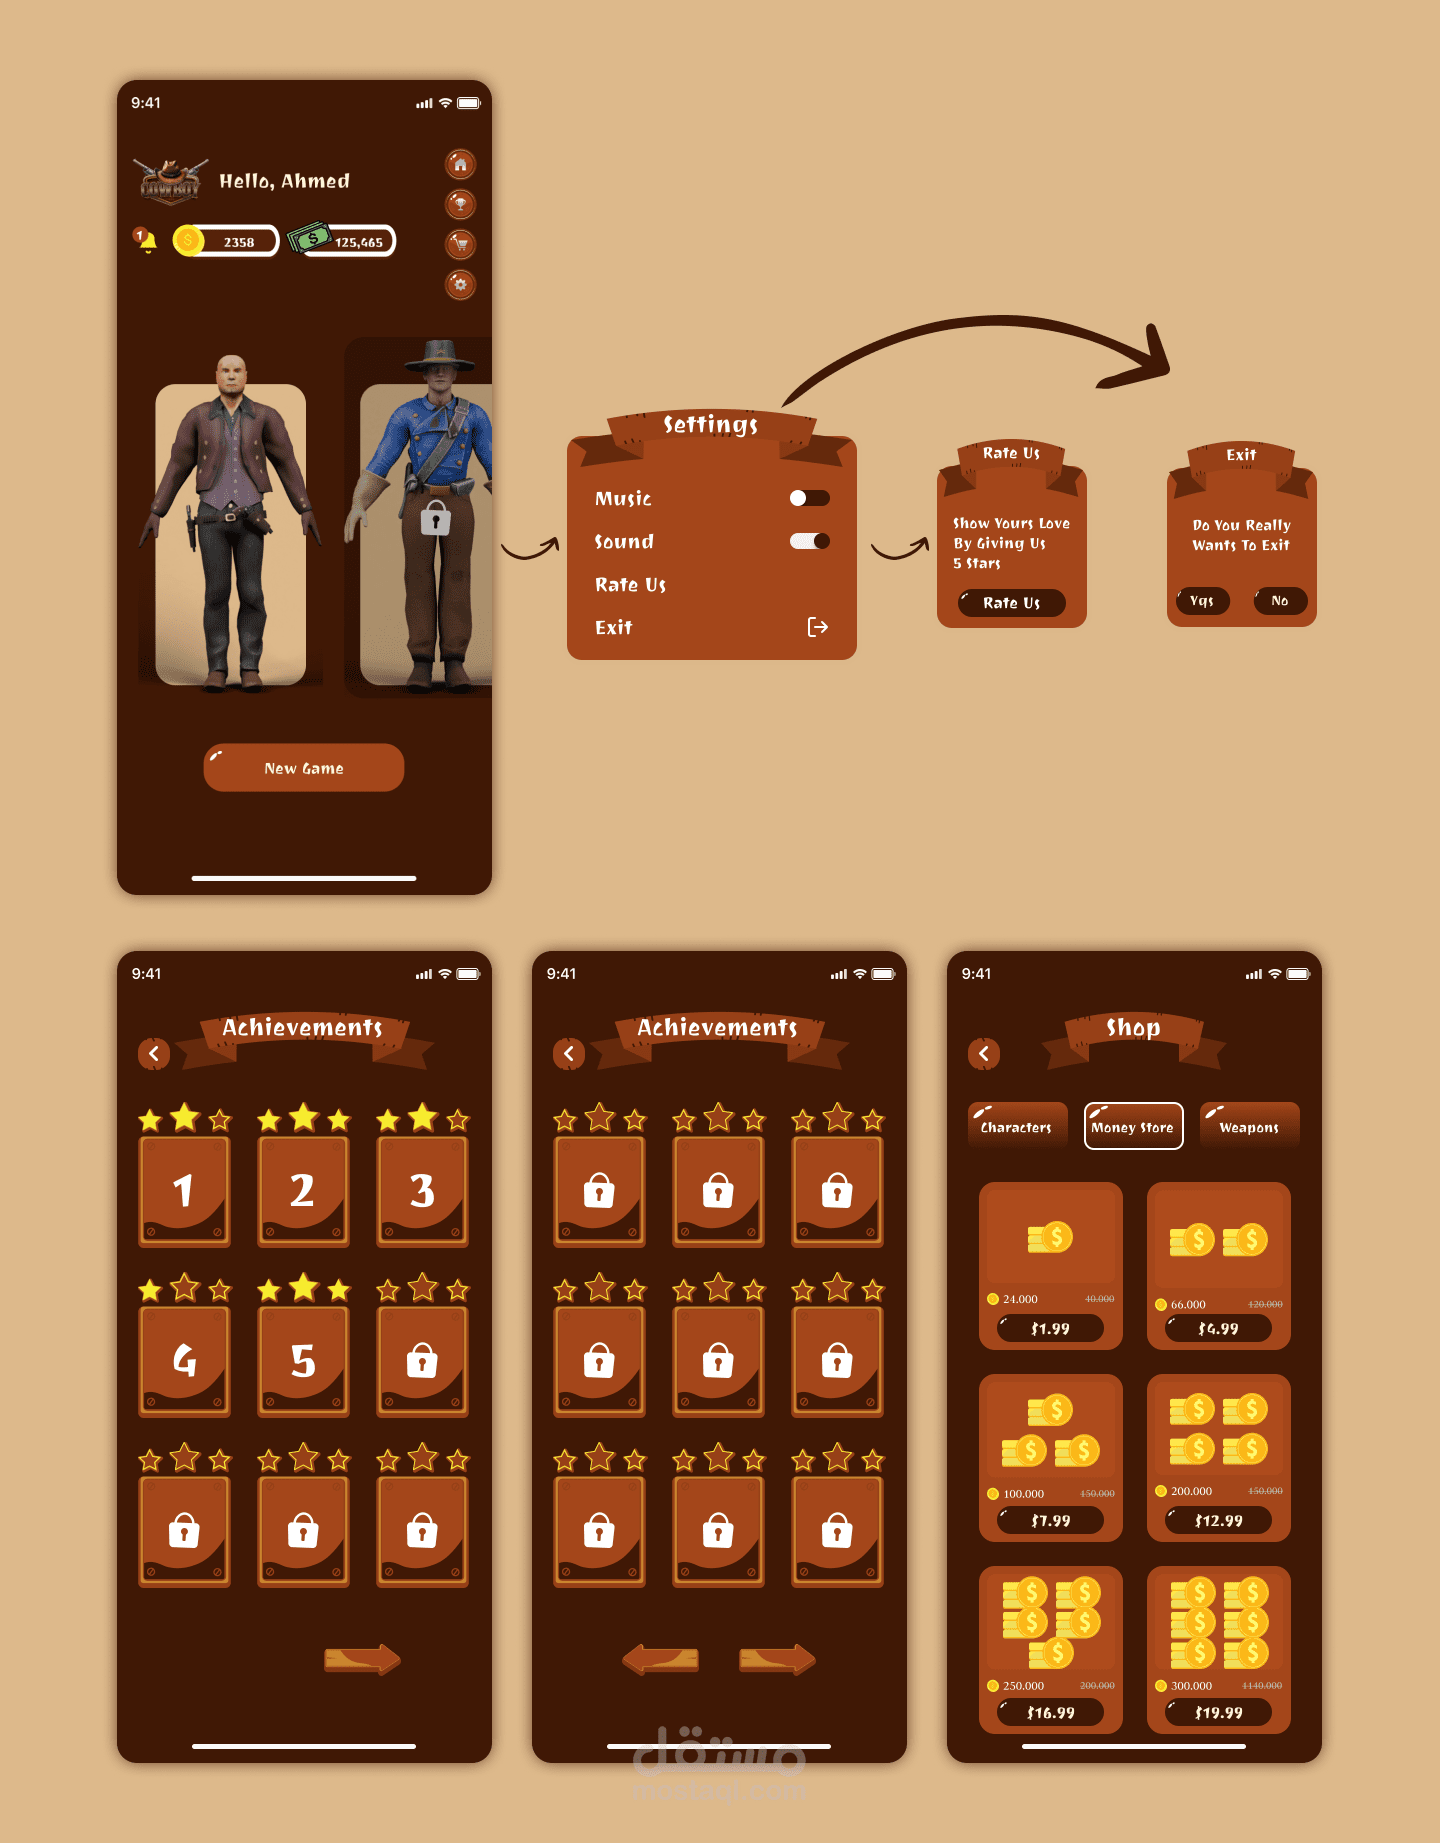 9:41
COWBOY
Hello, Ahmed
1
2358
125,465
New Game
Settings
Music
Sound
Rate Us
Exit
Rate Us
Show Yours Love
By Giving Us
5 Stars
Rate Us
Exit
Do You Really
Wants To Exit
Yqs
No
9:41
Achievements
1
2
3
4
5
9:41
Achievements
9:41
Shop
Characters
Money Store
Weapons
24.000
40.000
$1.99
66.000
120.000
$4.99
100.000
150.000
$7.99
200.000
150.000
$12.99
250.000
200.000
$16.99
300.000
1140.000
$19.99
مستقل
mostaql.com